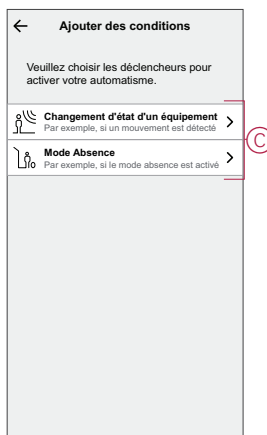 Ajouter des conditions
Veuillez choisir les déclencheurs pour
activer votre automatisme.
Changement d'état d'un équipement
Par exemple, si un mouvement est détecté
C
Mode Absence
Par exemple, si le mode absence est activé